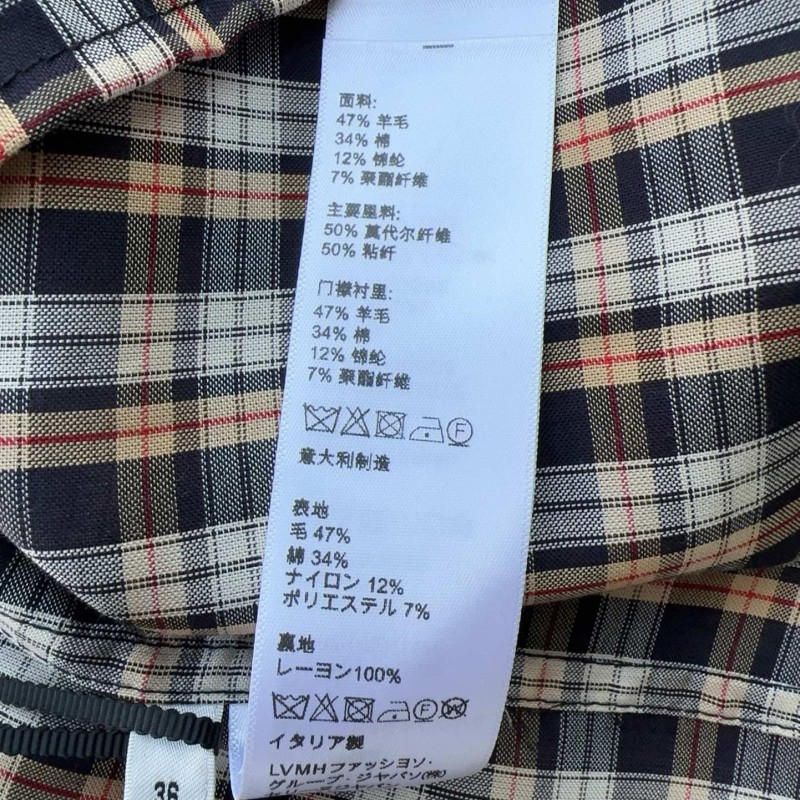 面料:
47% 羊毛
34% 棉
12% 锦纶
7% 聚酯纤维
主要里料:
50% 莫代尔纤维
50% 粘纤
门襟衬里:
47% 羊毛
34% 棉
12% 锦纶
7% 聚酯纤维
F
意大利制造
表地
毛 47%
綿 34%
ナイロン 12%
ポリエステル 7%
裏地
レーヨン100%
F W
イタリア製
LVMHファッション・
グループ・ジャパン(株)
36